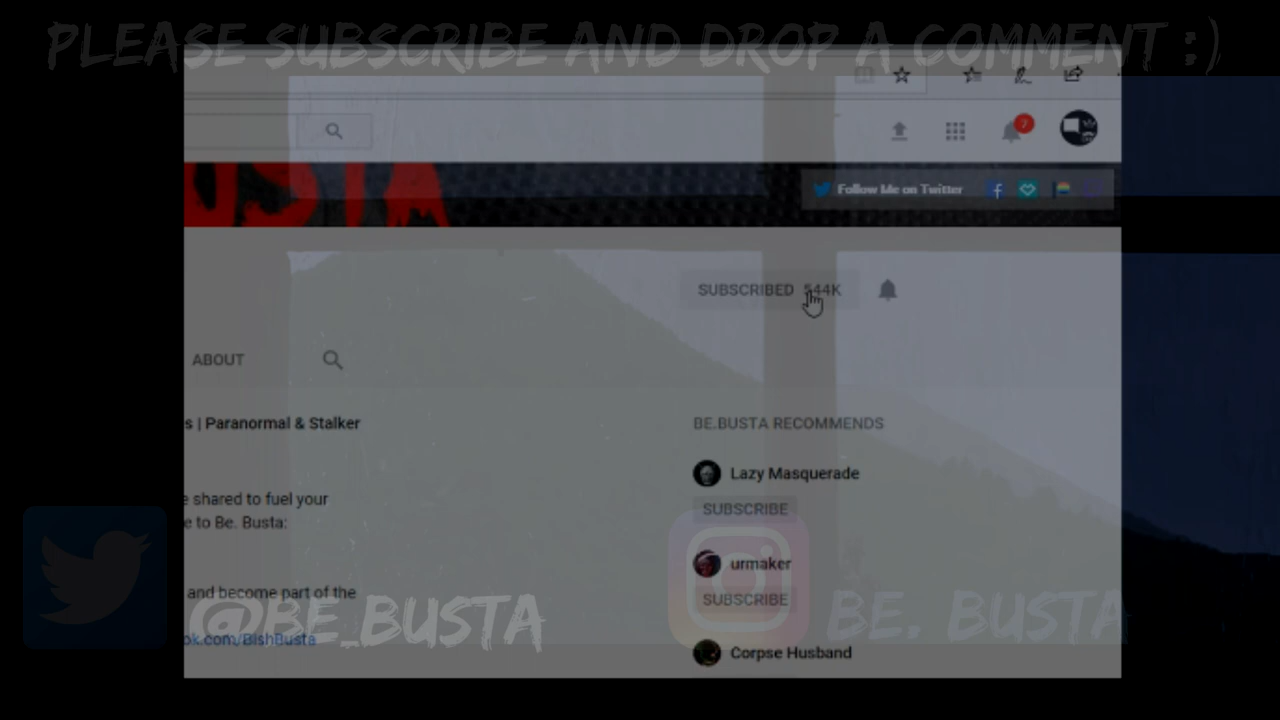 PLEASE SUBSCRIBE AND DROP A COMMENT :)
7
BUSTA
Follow Me on Twitter
SUBSCRIBED 544K
ABOUT
s | Paranormal & Stalker
BE.BUSTA RECOMMENDS
Lazy Masquerade
e shared to fuel your
SUBSCRIBE
e to Be. Busta:
urmaker
and become part of the
SUBSCRIBE
@BE_BUSTA
BE. BUSTA
ok.com/BishBusta
Corpse Husband